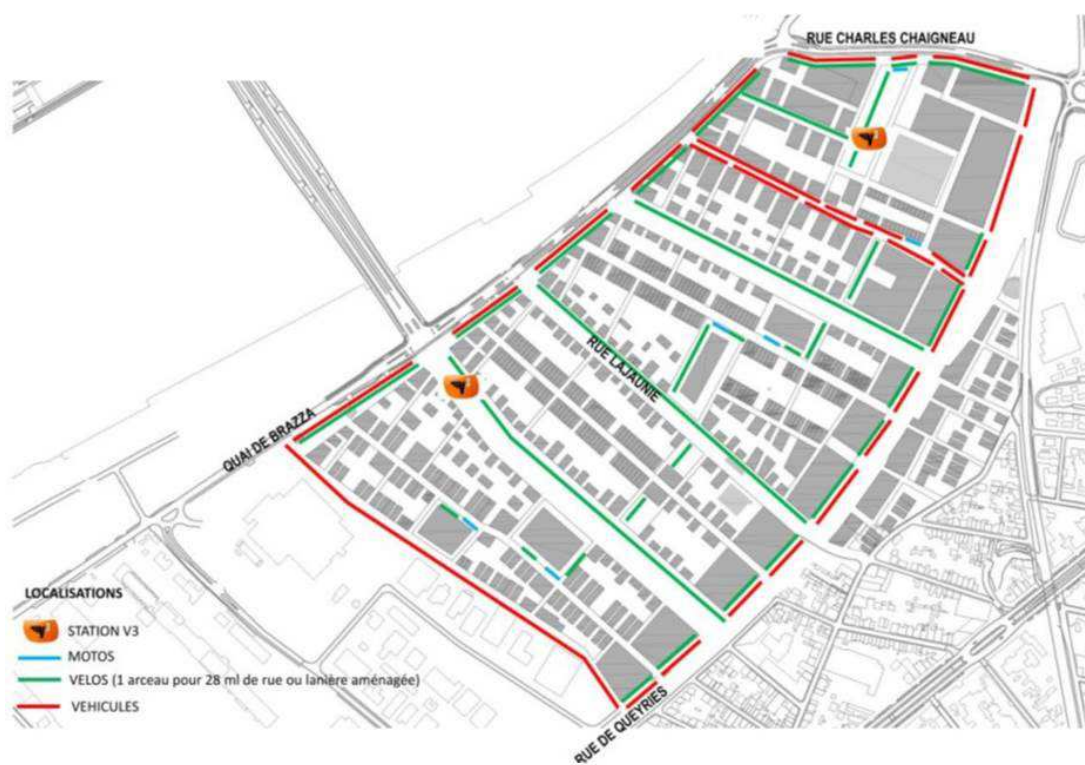 RUE CHARLES CHAIGNEAU
RUE LAJAUNIE
QUAI DE BRAZZA
RUE DE QUEYRIES
LOCALISATIONS
STATION V3
MOTOS
VELOS (1 arceau pour 28 ml de rue ou lanière aménagée)
VEHICULES